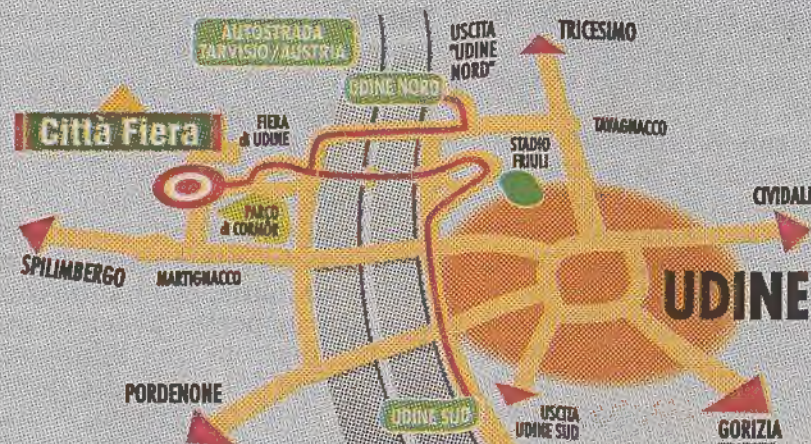 AUTOSTRADA
TARVISIO/AUSTRIA
USCITA
"UDINE
NORD"
TRICESIMO
UDINE NORD
Città Fiera
FIERA
di UDINE
TAVAGNACCO
STADIO
FRIULI
PARCO
di CORMOR
CIVIDALE
SPILIMBERGO
MARTIGNACCO
UDINE
PORDENONE
UDINE SUD
USCITA
UDINE SUD
GORIZIA